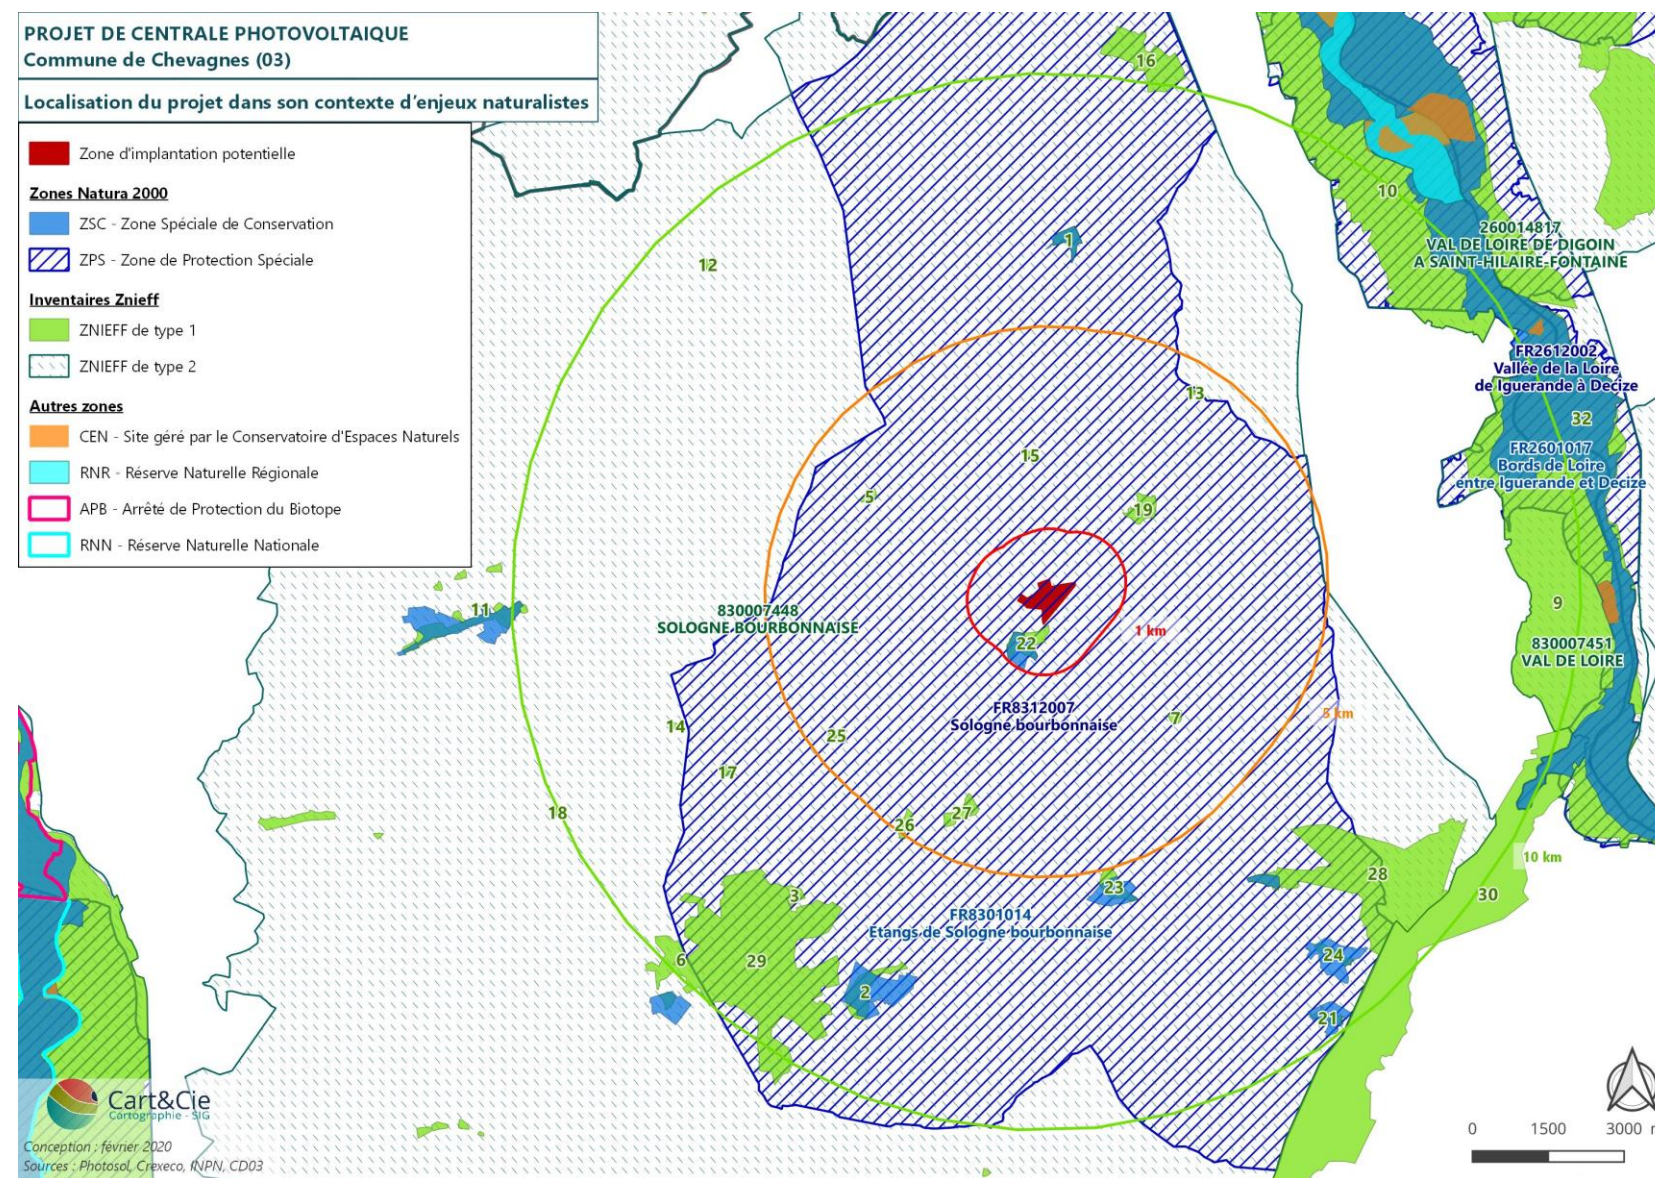 PROJET DE CENTRALE PHOTOVOLTAIQUE
Commune de Chevagnes (03)
Localisation du projet dans son contexte d'enjeux naturalistes
Zone d'implantation potentielle
Zones Natura 2000
ZSC - Zone Spéciale de Conservation
ZPS - Zone de Protection Spéciale
Inventaires Znieff
ZNIEFF de type 1
ZNIEFF de type 2
Autres zones
CEN - Site géré par le Conservatoire d'Espaces Naturels
RNR - Réserve Naturelle Régionale
APB - Arrêté de Protection du Biotope
RNN - Réserve Naturelle Nationale
16
10
260014817
VAL DE LOIRE DE DIGOIN
A SAINT-HILAIRE-FONTAINE
1
12
FR2612002
Vallée de la Loire
de Iguerande à Decize
13
32
FR2601017
Bords de Loire
entre Iguerande et Decize
15
5
19
11
830007448
SOLOGNE BOURBONNAISE
9
1 km
22
830007451
VAL DE LOIRE
FR8312007
Sologne bourbonnaise
7
5 km
14
25
17
18
26
27
10 km
28
30
3
23
FR8301014
Etangs de Sologne bourbonnaise
6
29
24
2
21
Cart&Cie
Cartographie - SIG
Conception : février 2020
Sources : Photosol, Crexeco, INPN, CD03
0 1500 3000